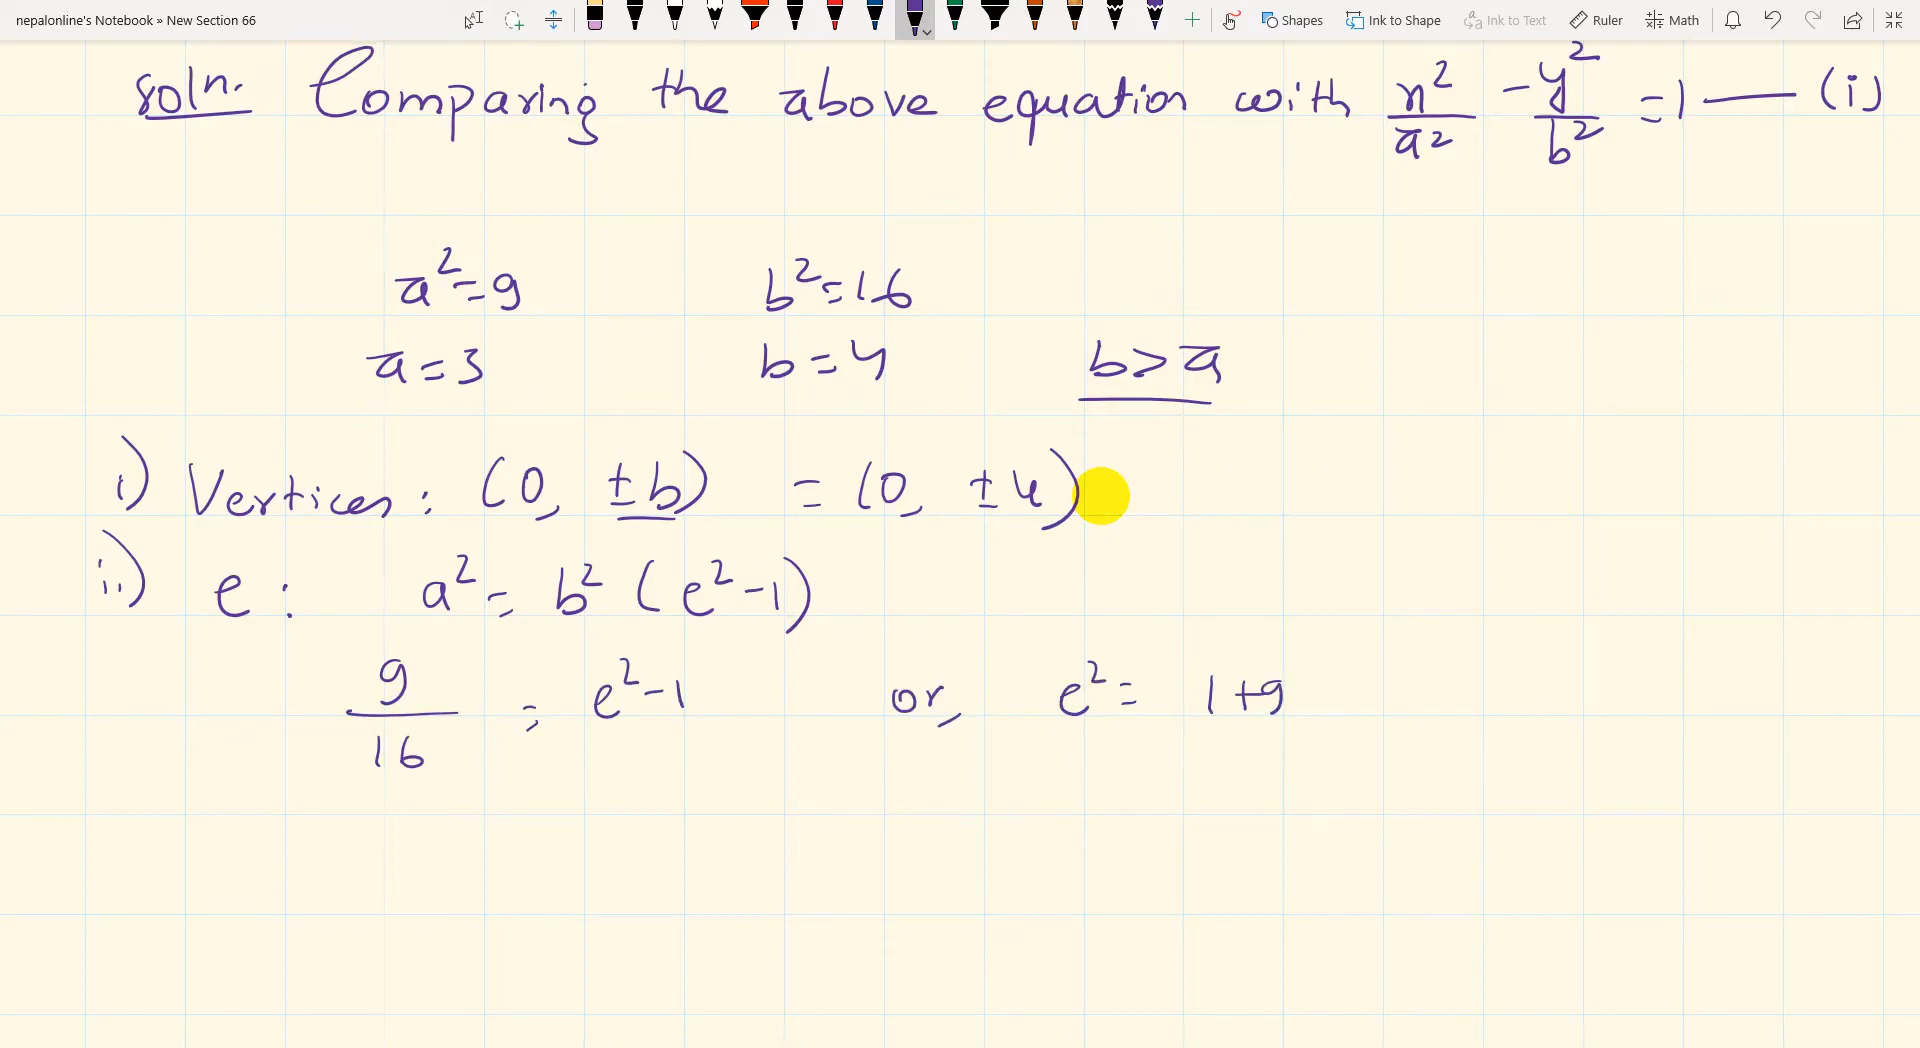 nepalonline's Notebook » New Section 66
Shapes Ink to Shape Ink to Text Ruler Math
soln. Comparing the above equation with x²/a² - y²/b² = 1 — (i)
a² = 9 b² = 16
a = 3 b = 4 b > a
i) Vertices : (0, ±b) = (0, ±4)
ii) e : a² = b² (e² - 1)
9/16 = e² - 1 or, e² = 1+9